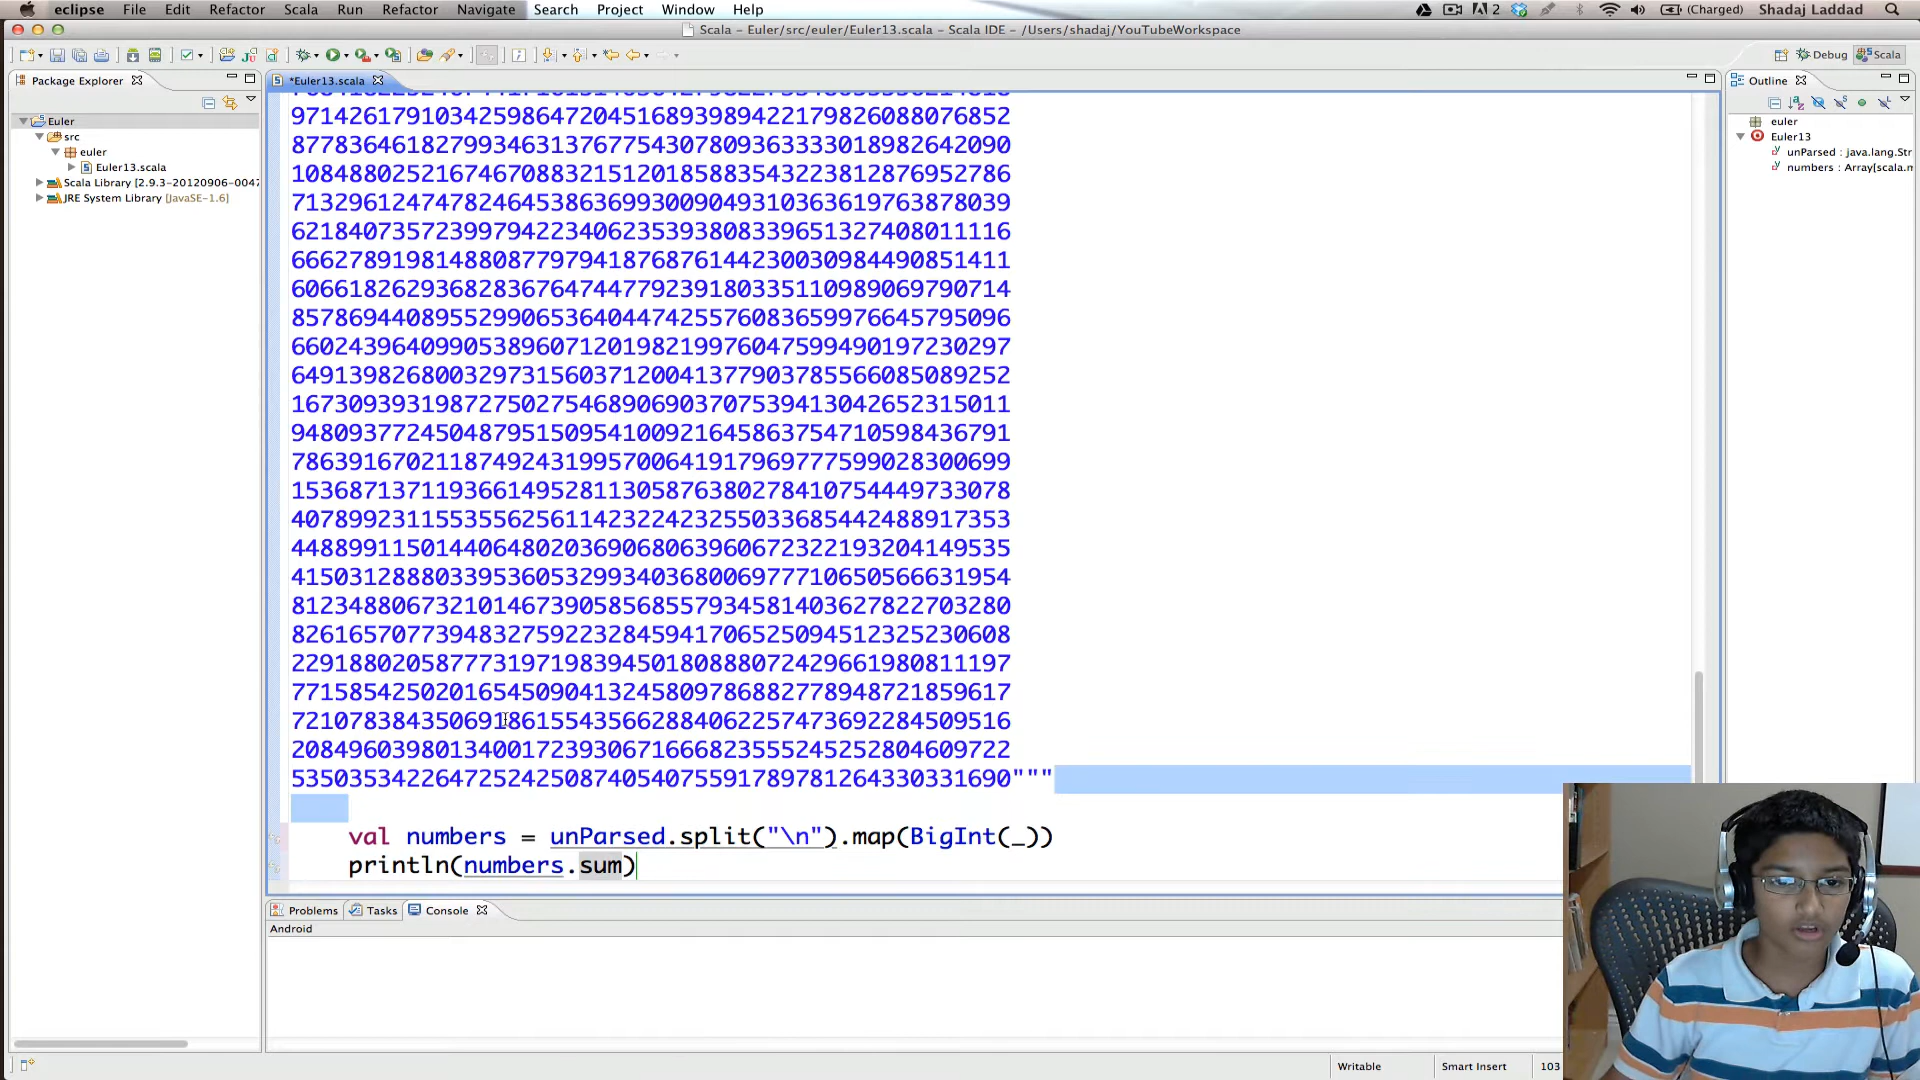 eclipse File Edit Refactor Scala Run Refactor Navigate Search Project Window Help 2 (Charged) Shadaj Laddad
Scala – Euler/src/euler/Euler13.scala – Scala IDE – /Users/shadaj/YouTubeWorkspace
Debug Scala
Package Explorer
*Euler13.scala
Outline
Euler
src
euler
Euler13.scala
Scala Library [2.9.3-20120906-0047
JRE System Library [JavaSE-1.6]
97142617910342598647204516893989422179826088076852
87783646182799346313767754307809363333018982642090
10848802521674670883215120185883543223812876952786
71329612474782464538636993009049310363619763878039
62184073572399794223406235393808339651327408011116
66627891981488087797941876876144230030984490851411
60661826293682836764744779239180335110989069790714
85786944089552990653640447425576083659976645795096
66024396409905389607120198219976047599490197230297
64913982680032973156037120041377903785566085089252
16730939319872750275468906903707539413042652315011
94809377245048795150954100921645863754710598436791
78639167021187492431995700641917969777599028300699
15368713711936614952811305876380278410754449733078
40789923115535562561142322423255033685442488917353
44889911501440648020369068063960672322193204149535
41503128880339536053299340368006977710650566631954
81234880673210146739058568557934581403627822703280
82616570773948327592232845941706525094512325230608
22918802058777319719839450180888072429661980811197
77158542502016545090413245809786882778948721859617
72107838435069186155435662884062257473692284509516
20849603980134001723930671666823555245252804609722
53503534226472524250874054075591789781264330331690"""
val numbers = unParsed.split("\n").map(BigInt(_))
println(numbers.sum)
euler
Euler13
unParsed : java.lang.Str
numbers : Array[scala.m
Problems Tasks Console
Android
Writable Smart Insert 103